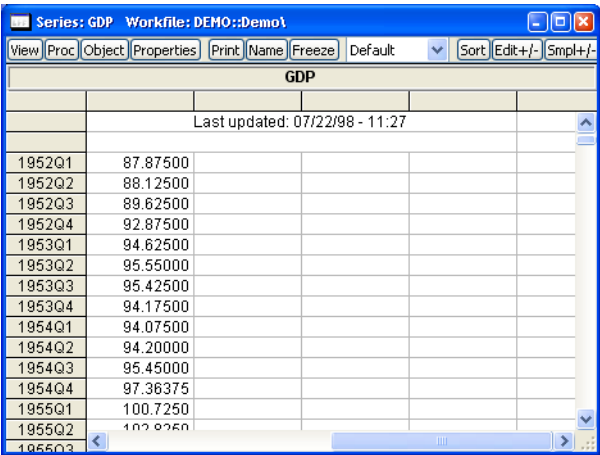 Series: GDP Workfile: DEMO::Demo\
View Proc Object Properties Print Name Freeze Default Sort Edit+/- Smpl+/-
GDP
Last updated: 07/22/98 - 11:27
1952Q1 87.87500
1952Q2 88.12500
1952Q3 89.62500
1952Q4 92.87500
1953Q1 94.62500
1953Q2 95.55000
1953Q3 95.42500
1953Q4 94.17500
1954Q1 94.07500
1954Q2 94.20000
1954Q3 95.45000
1954Q4 97.36375
1955Q1 100.7250
1955Q2 102.8250
1955Q3